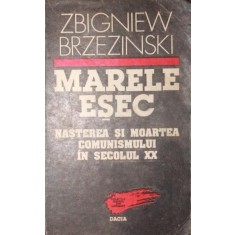 ZBIGNIEW
BRZEZINSKI
MARELE
EȘEC
NAȘTEREA ȘI MOARTEA
COMUNISMULUI
ÎN SECOLUL XX
DACIA